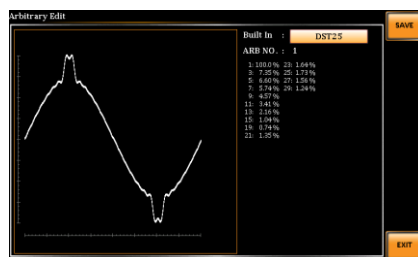 Arbitrary Edit
SAVE
Built In : DST25
ARB NO. : 1
1: 100.0 % 23: 1.64 %
3: 7.35 % 25: 1.73 %
5: 6.60 % 27: 1.56 %
7: 5.74 % 29: 1.24 %
9: 4.57 %
11: 3.41 %
13: 2.16 %
15: 1.04 %
19: 0.74 %
21: 1.35 %
EXIT